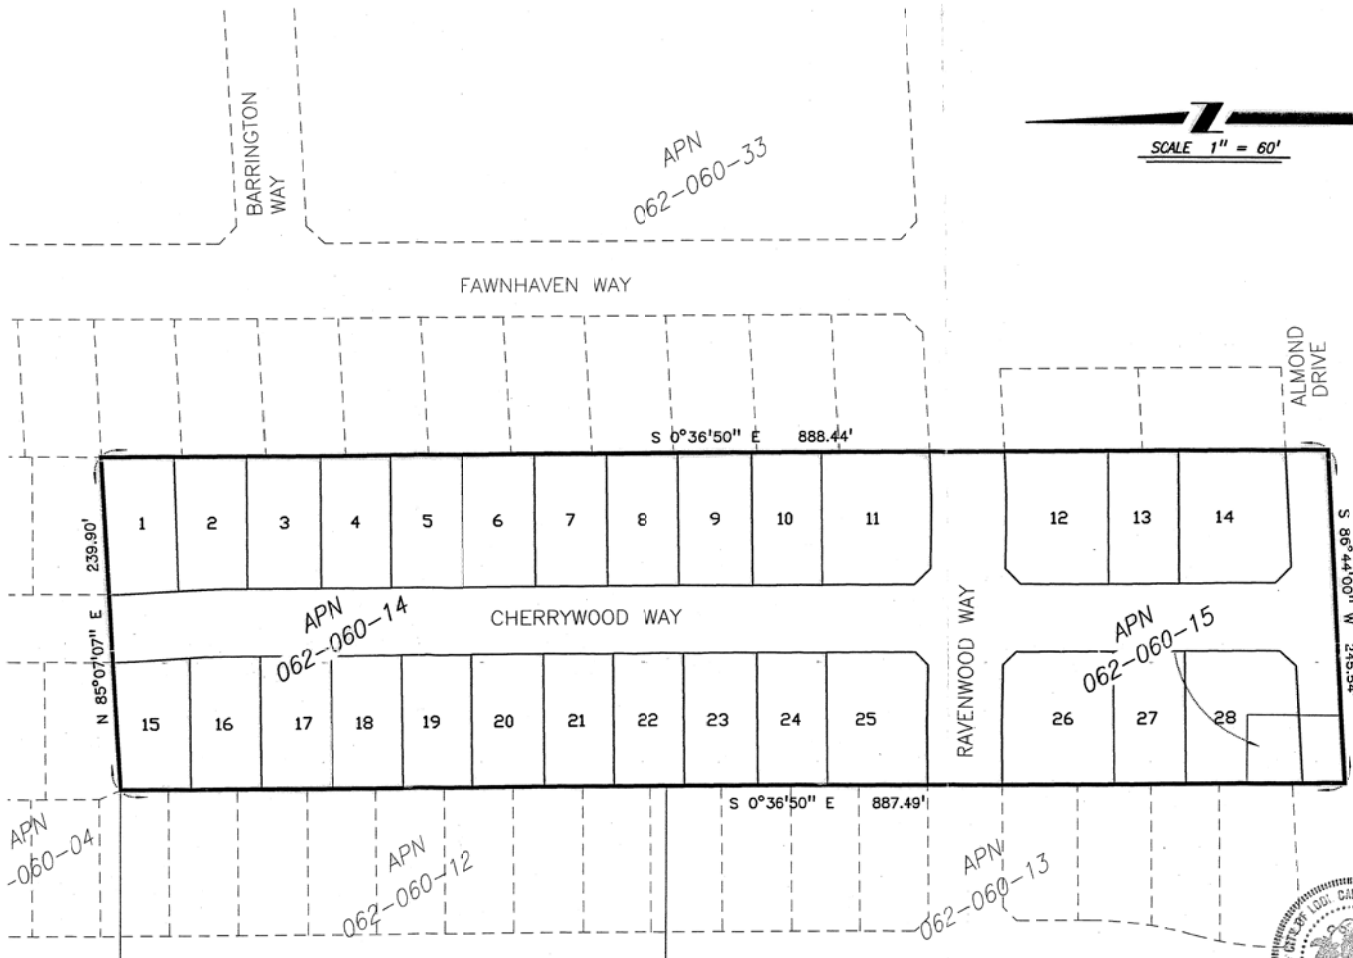 BARRINGTON
WAY
APN
062-060-33
SCALE 1" = 60'
FAWNHAVEN WAY
ALMOND
DRIVE
S 0°36'50" E 888.44'
239.90'
N 85°07'07" E
1 2 3 4 5 6 7 8 9 10 11 12 13 14
S 86°44'00" W
APN
062-060-14
CHERRYWOOD WAY
RAVENWOOD WAY
APN
062-060-15
15 16 17 18 19 20 21 22 23 24 25 26 27 28
S 0°36'50" E 887.49'
APN
-060-04
APN
062-060-12
APN
062-060-13
OF LODI, CA